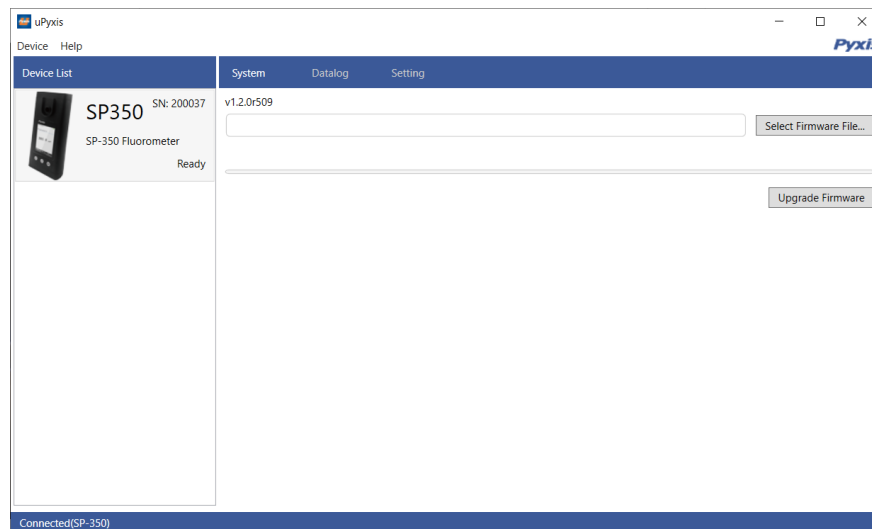 uPyxis
Device Help
Device List
SP350 SN: 200037
SP-350 Fluorometer
Ready
System Datalog Setting
v1.2.0r509
Select Firmware File...
Upgrade Firmware
Connected(SP-350)